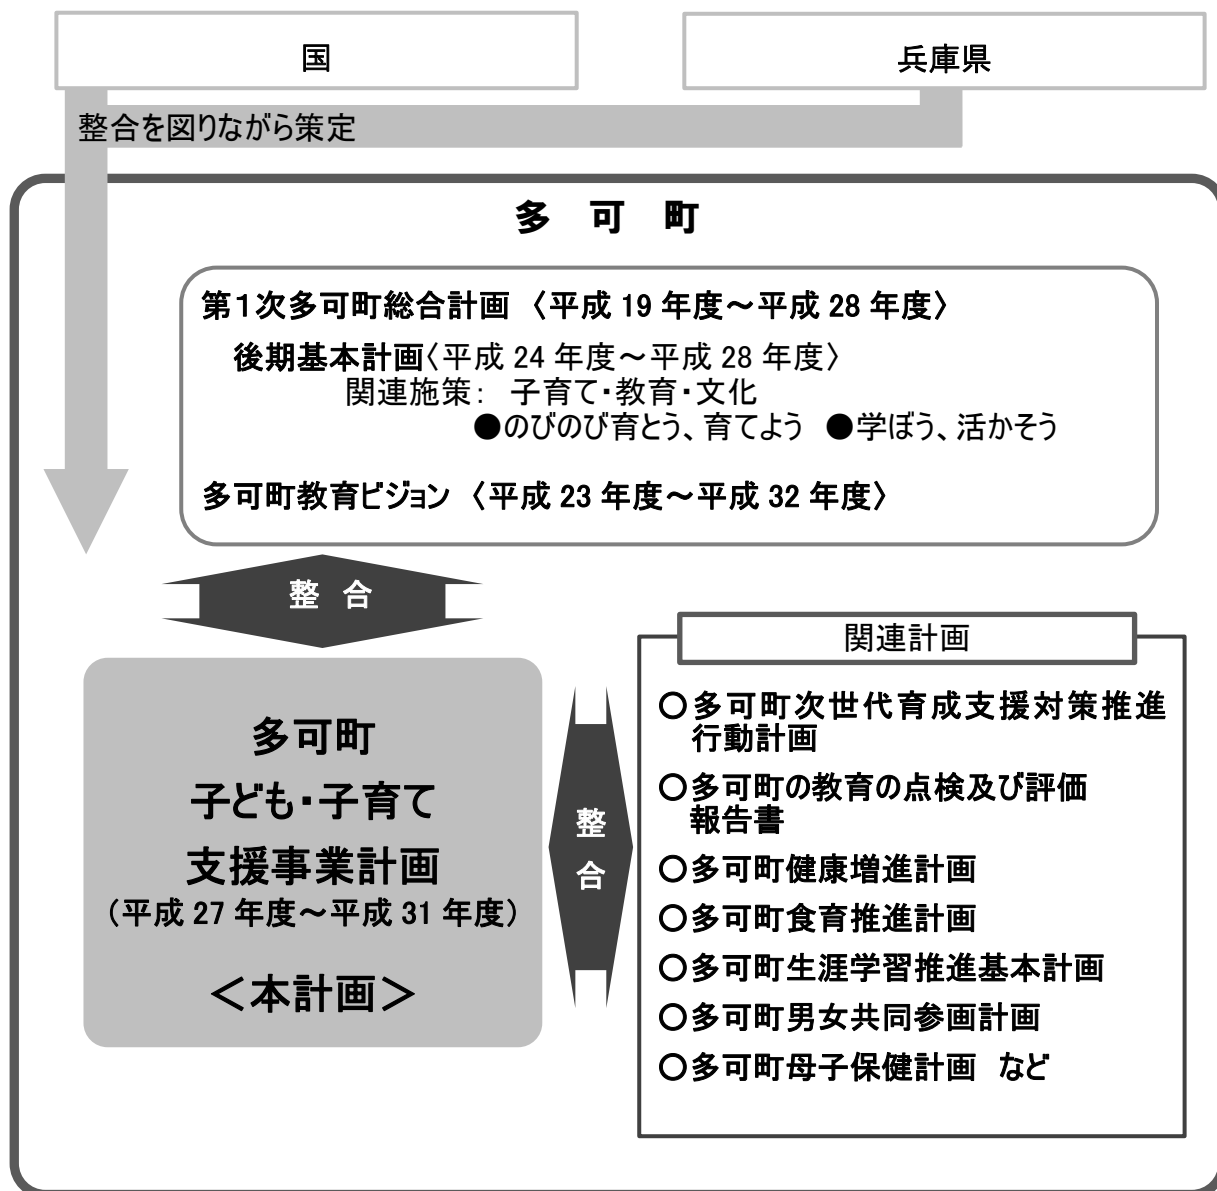 国
兵庫県
整合を図りながら策定
多 可 町
第1次多可町総合計画 〈平成 19 年度～平成 28 年度〉
後期基本計画〈平成 24 年度～平成 28 年度〉
関連施策： 子育て・教育・文化
●のびのび育とう、育てよう ●学ぼう、活かそう
多可町教育ビジョン 〈平成 23 年度～平成 32 年度〉
整 合
多可町
子ども・子育て
支援事業計画
（平成 27 年度～平成 31 年度）
＜本計画＞
整
合
関連計画
○多可町次世代育成支援対策推進
行動計画
○多可町の教育の点検及び評価
報告書
○多可町健康増進計画
○多可町食育推進計画
○多可町生涯学習推進基本計画
○多可町男女共同参画計画
○多可町母子保健計画 など